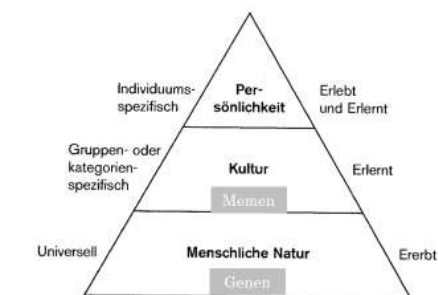 Individuums-
spezifisch
Per-
sönlichkeit
Erlebt
und Erlernt
Gruppen- oder
kategorien-
spezifisch
Kultur
Erlernt
Memen
Universell
Menschliche Natur
Ererbt
Genen